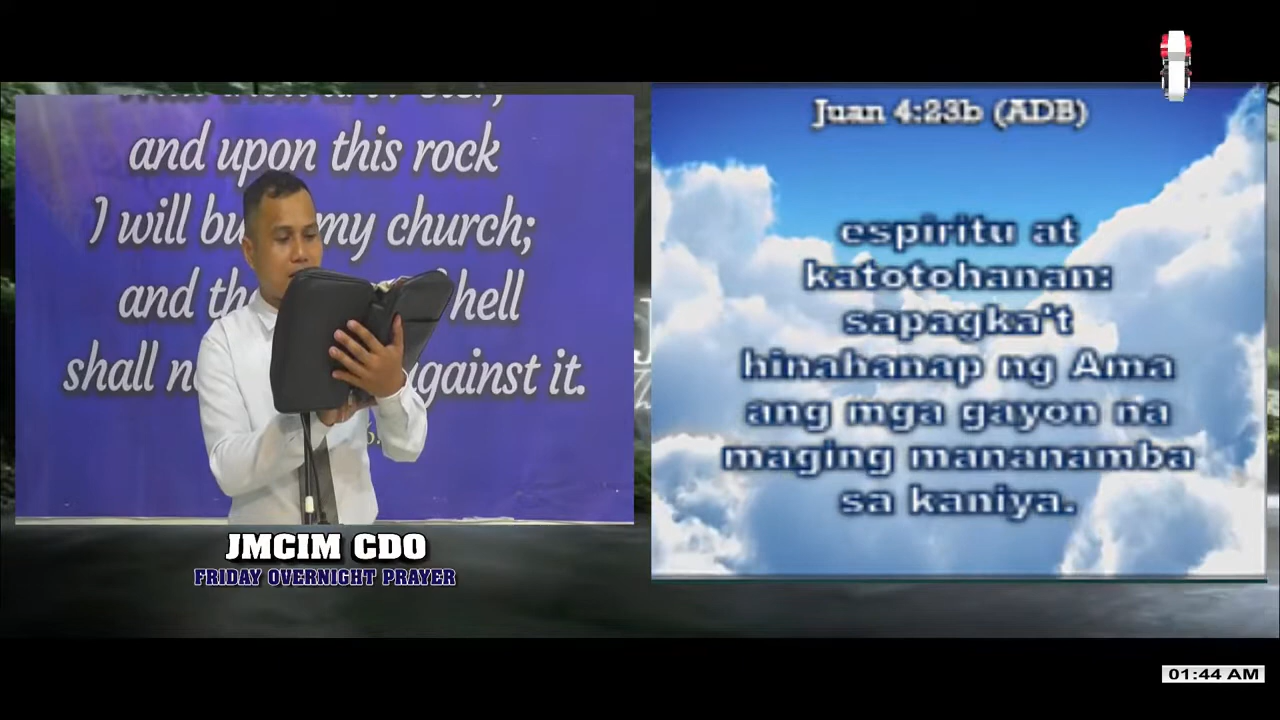 and upon this rock
I will my church;
and hell
shall against it.
JMCIM CDO
FRIDAY OVERNIGHT PRAYER
Juan 4:23b (ADB)
espiritu at
katotohanan:
sapagka't
hinahanap ng Ama
ang mga gayon na
maging mananamba
sa kaniya.
01:44 AM